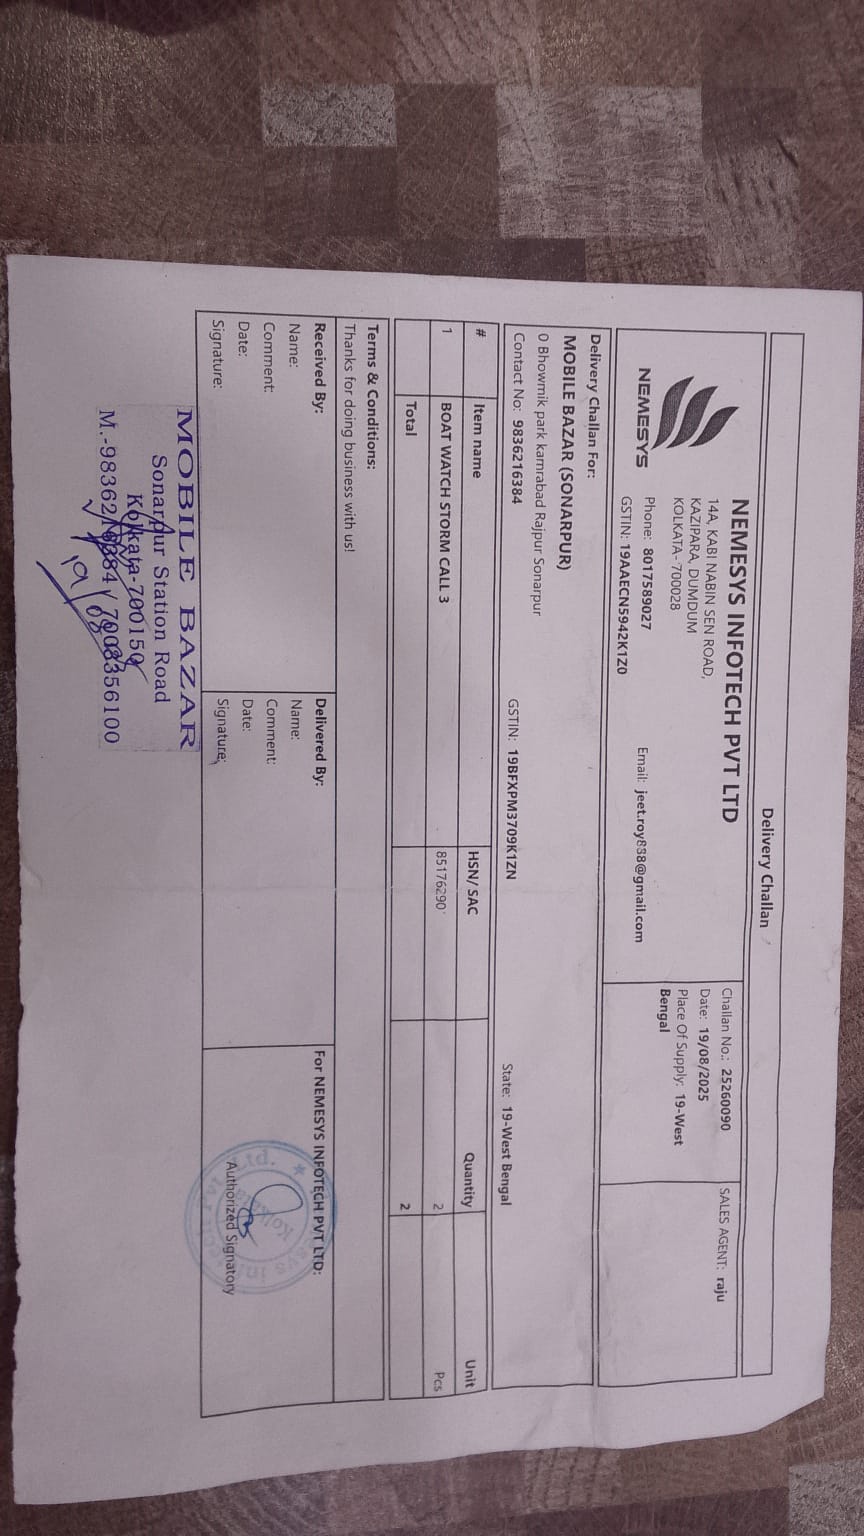 Delivery Challan
NEMESYS
NEMESYS INFOTECH PVT LTD
14A, KABI NABIN SEN ROAD,
KAZIPARA, DUMDUM
KOLKATA- 700028
Phone: 8017589027 Email: jeet.roy838@gmail.com
GSTIN: 19AAECN5942K1Z0
Challan No.: 25260090
Date: 19/08/2025
Place Of Supply: 19-West
Bengal
SALES AGENT: raju
Delivery Challan For:
MOBILE BAZAR (SONARPUR)
0 Bhowmik park kamrabad Rajpur Sonarpur
Contact No: 9836216384 GSTIN: 19BFXPM3709K1ZN State: 19-West Bengal
# Item name HSN/ SAC Quantity Unit
1 BOAT WATCH STORM CALL 3 85176290 2 Pcs
Total 2
Terms & Conditions:
Thanks for doing business with us!
Received By:
Name:
Comment:
Date:
Signature:
Delivered By:
Name:
Comment:
Date:
Signature:
For NEMESYS INFOTECH PVT LTD:
Authorized Signatory
MOBILE BAZAR
Sonarpur Station Road
Kolkata-700150
M.-9836216384 / 7003356100
19/08